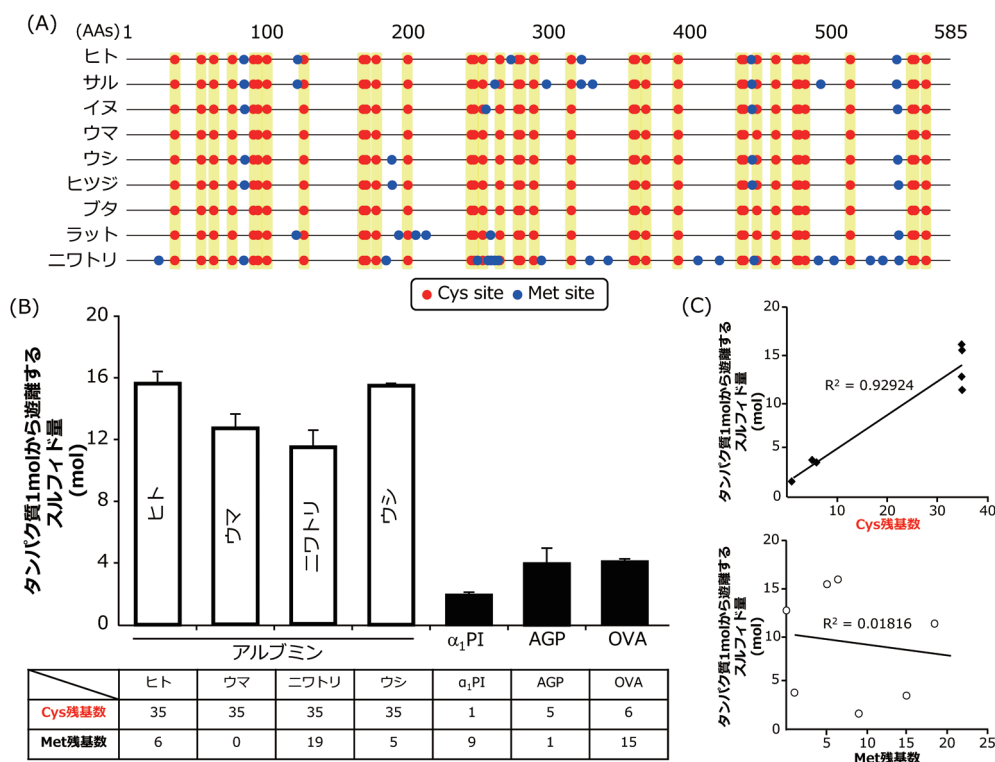 (A)
(AAs) 1 100 200 300 400 500 585
ヒト
サル
イヌ
ウマ
ウシ
ヒツジ
ブタ
ラット
ニワトリ
Cys site Met site
(B)
タンパク質1molから遊離する
スルフィド量
(mol)
20
16
12
8
4
0
ヒト
ウマ
ニワトリ
ウシ
アルブミン
α1PI AGP OVA
ヒト ウマ ニワトリ ウシ α1PI AGP OVA
Cys残基数 35 35 35 35 1 5 6
Met残基数 6 0 19 5 9 1 15
(C)
タンパク質1molから遊離する
スルフィド量
(mol)
20
15
10
5
0
R² = 0.92924
0 10 20 30 40
Cys残基数
タンパク質1molから遊離する
スルフィド量
(mol)
20
15
10
5
0
R² = 0.01816
5 10 15 20 25
Met残基数